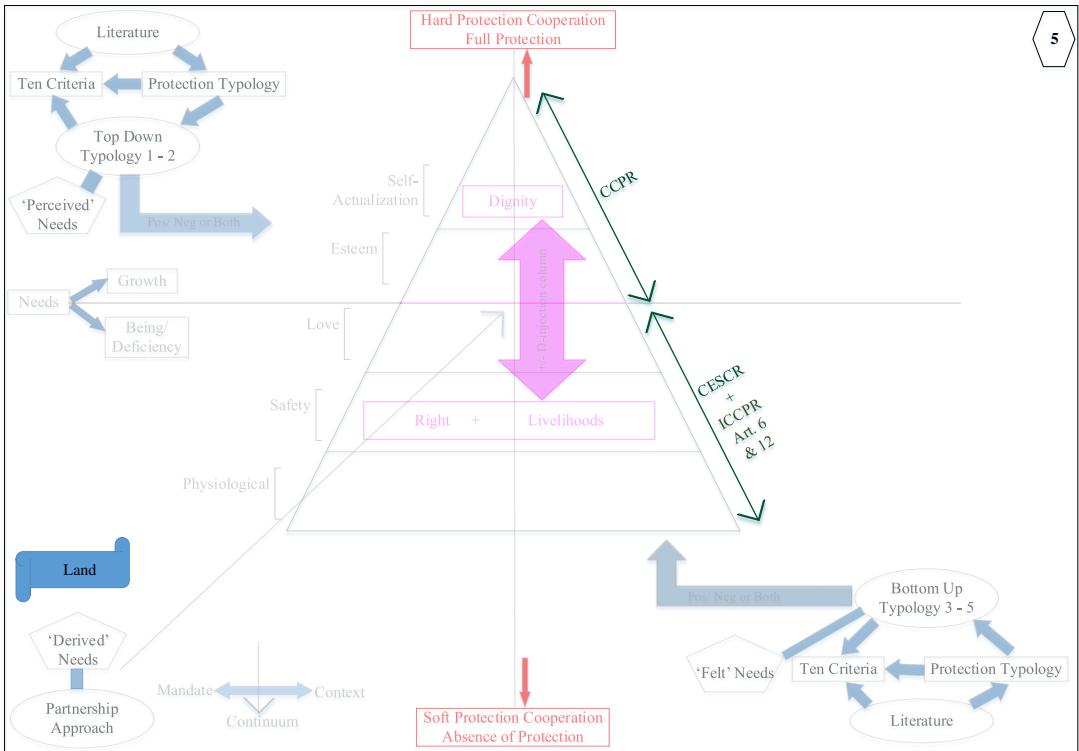 Hard Protection Cooperation
Full Protection
5
Literature
Ten Criteria
Protection Typology
Top Down
Typology 1 - 2
'Perceived'
Needs
Pos/ Neg or Both
Self-
Actualization
Dignity
CCPR
Esteem
+/- D-injection column
Needs
Growth
Being/
Deficiency
Love
CESCR
+
ICCPR
Art. 6
& 12
Safety
Right + Livelihoods
Physiological
Land
Pos/ Neg or Both
Bottom Up
Typology 3 - 5
'Derived'
Needs
'Felt' Needs
Ten Criteria
Protection Typology
Mandate
Context
Continuum
Partnership
Approach
Soft Protection Cooperation
Absence of Protection
Literature